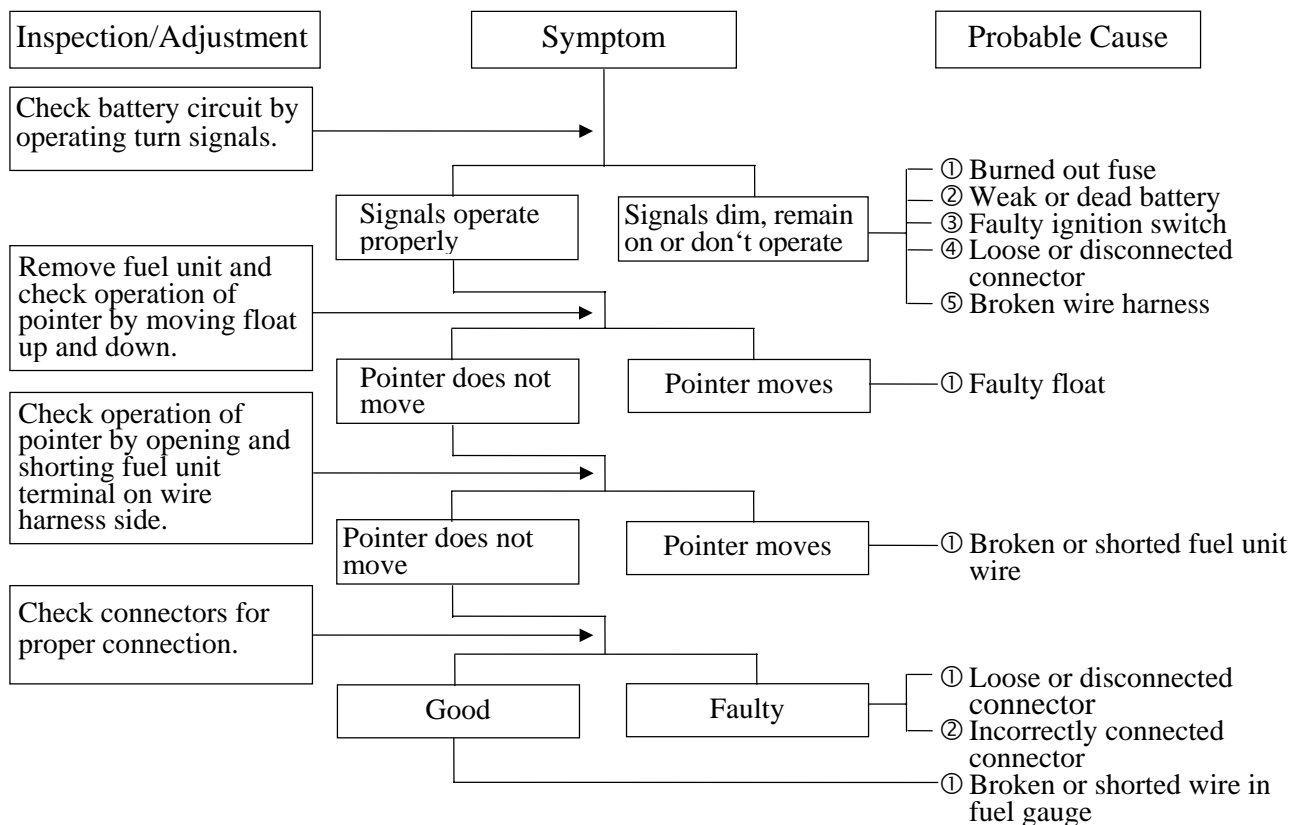 Inspection/Adjustment
Symptom
Probable Cause
Check battery circuit by
operating turn signals.
Signals operate
properly
Signals dim, remain
on or don‘t operate
① Burned out fuse
② Weak or dead battery
③ Faulty ignition switch
④ Loose or disconnected
connector
⑤ Broken wire harness
Remove fuel unit and
check operation of
pointer by moving float
up and down.
Pointer does not
move
Pointer moves
① Faulty float
Check operation of
pointer by opening and
shorting fuel unit
terminal on wire
harness side.
Pointer does not
move
Pointer moves
① Broken or shorted fuel unit
wire
Check connectors for
proper connection.
Good
Faulty
① Loose or disconnected
connector
② Incorrectly connected
connector
① Broken or shorted wire in
fuel gauge